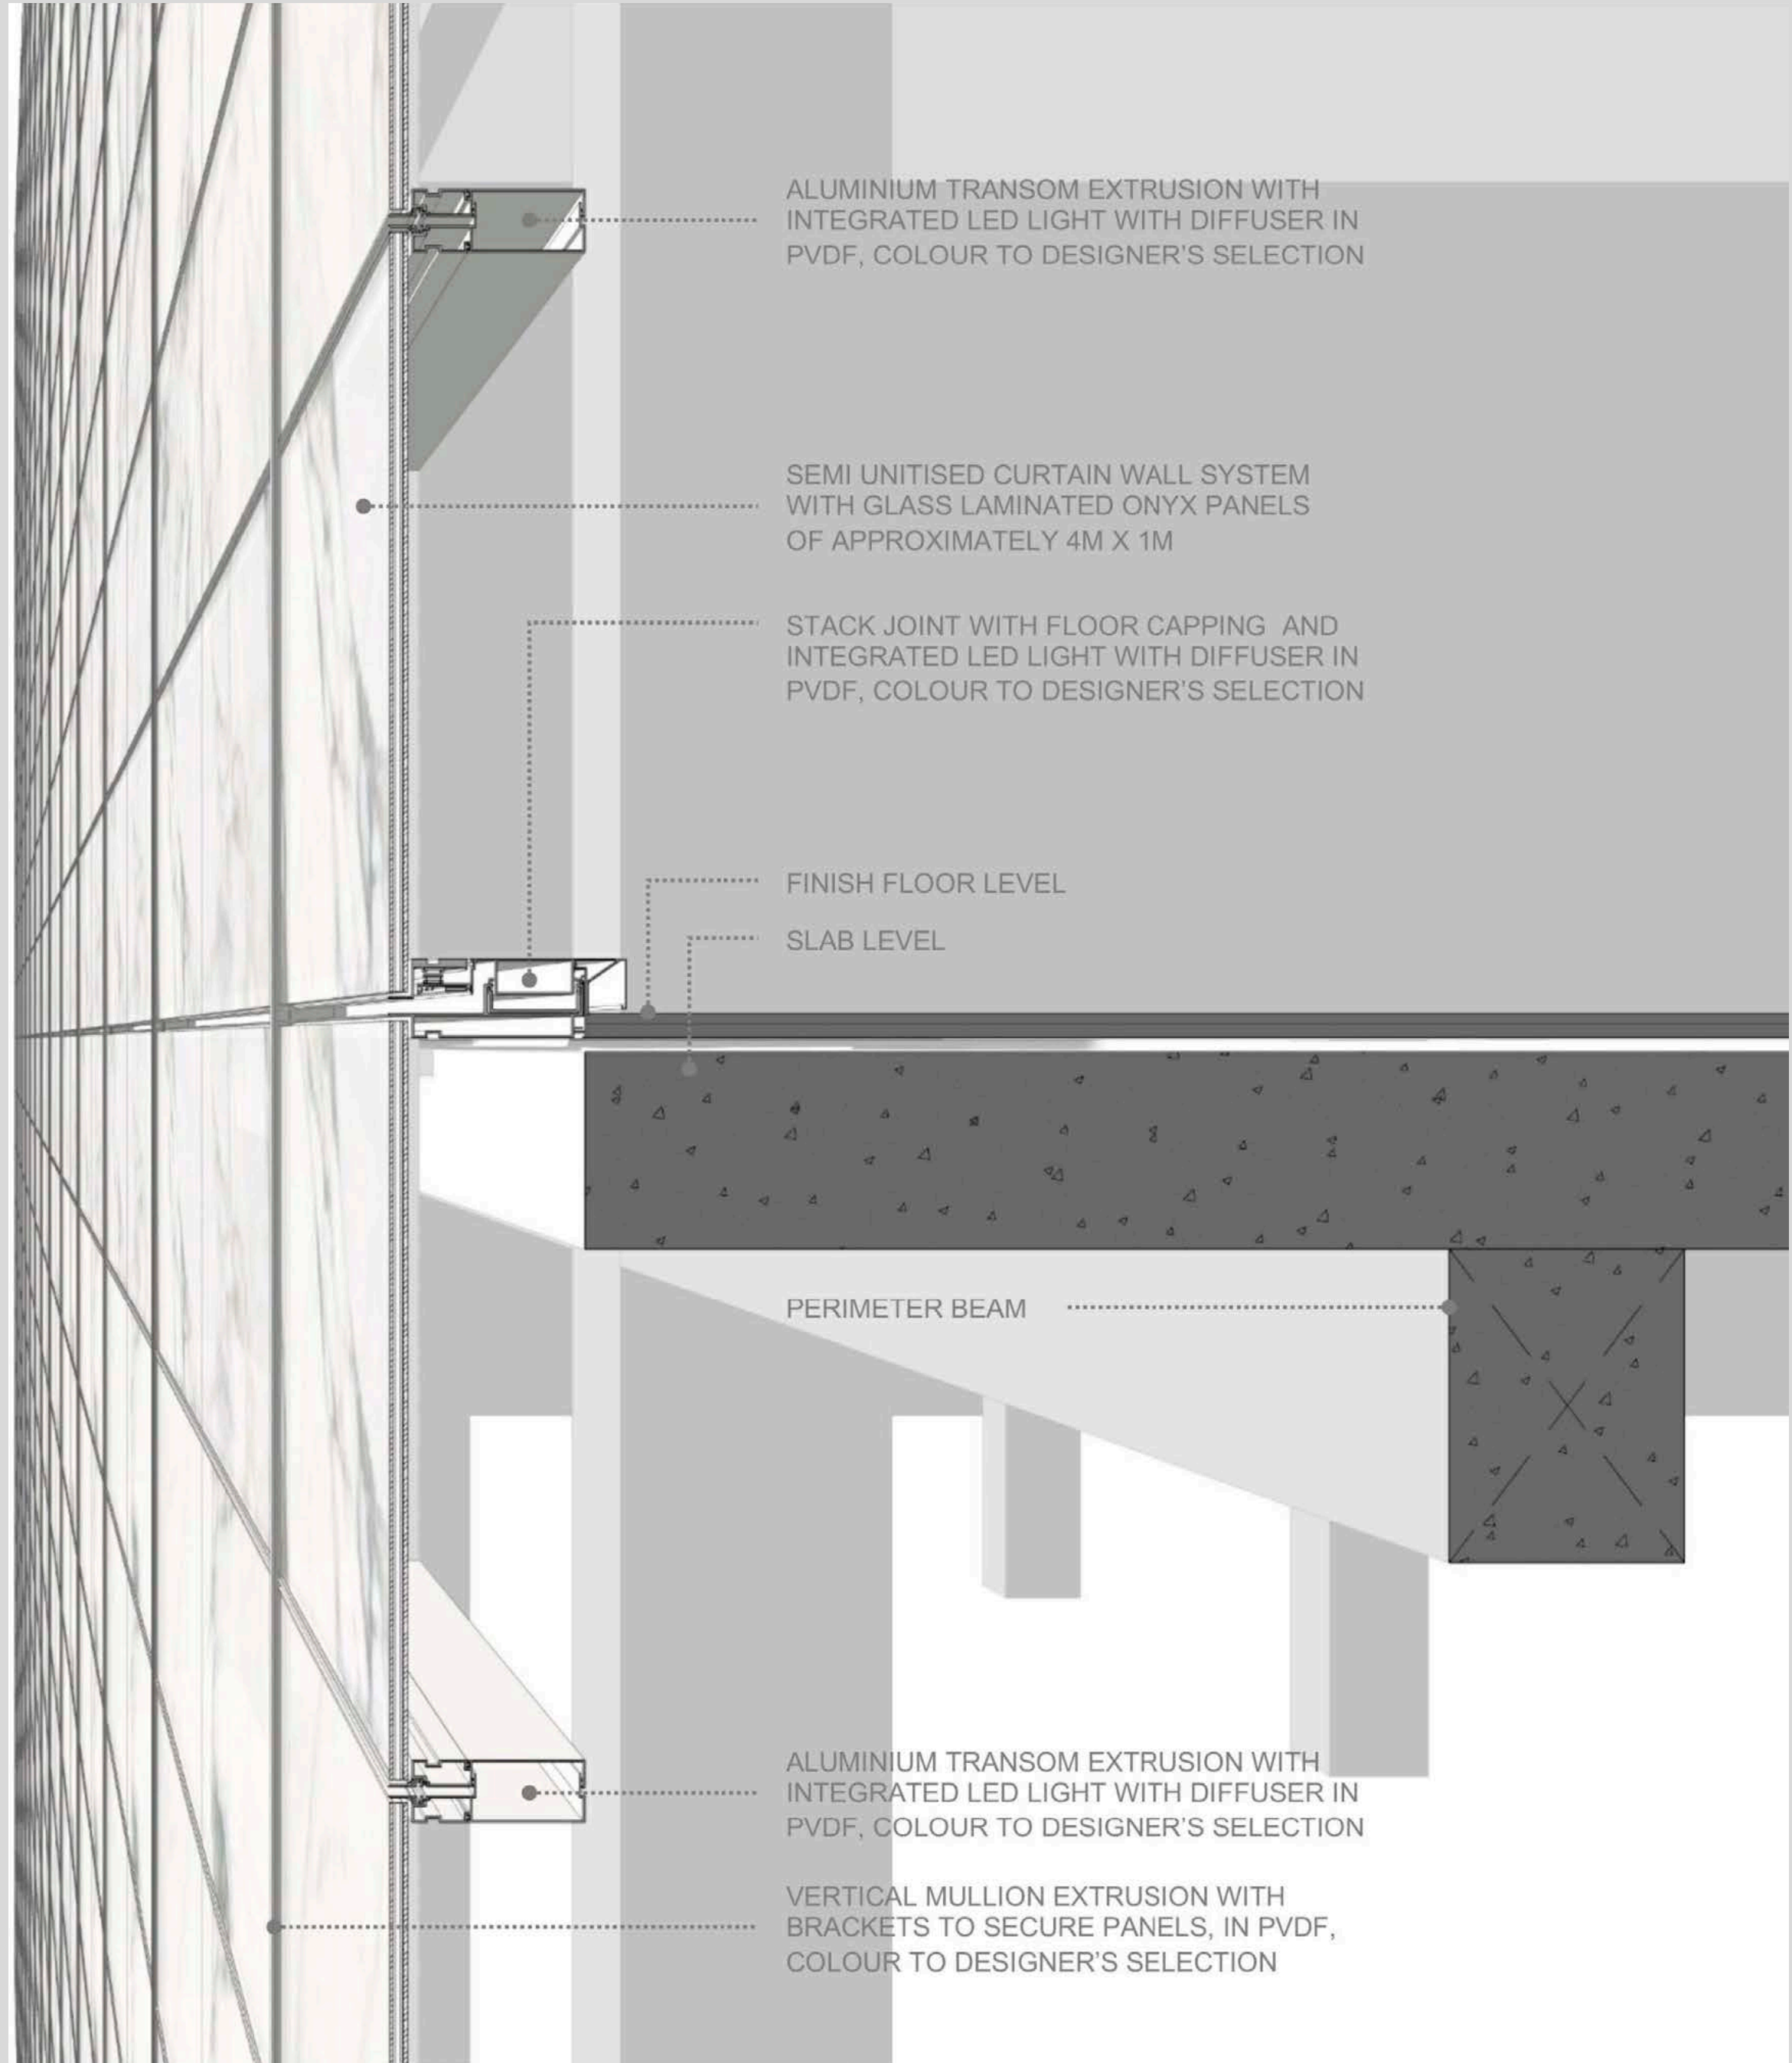 ALUMINIUM TRANSOM EXTRUSION WITH
INTEGRATED LED LIGHT WITH DIFFUSER IN
PVDF, COLOUR TO DESIGNER'S SELECTION
SEMI UNITISED CURTAIN WALL SYSTEM
WITH GLASS LAMINATED ONYX PANELS
OF APPROXIMATELY 4M X 1M
STACK JOINT WITH FLOOR CAPPING AND
INTEGRATED LED LIGHT WITH DIFFUSER IN
PVDF, COLOUR TO DESIGNER'S SELECTION
FINISH FLOOR LEVEL
SLAB LEVEL
PERIMETER BEAM
ALUMINIUM TRANSOM EXTRUSION WITH
INTEGRATED LED LIGHT WITH DIFFUSER IN
PVDF, COLOUR TO DESIGNER'S SELECTION
VERTICAL MULLION EXTRUSION WITH
BRACKETS TO SECURE PANELS, IN PVDF,
COLOUR TO DESIGNER'S SELECTION